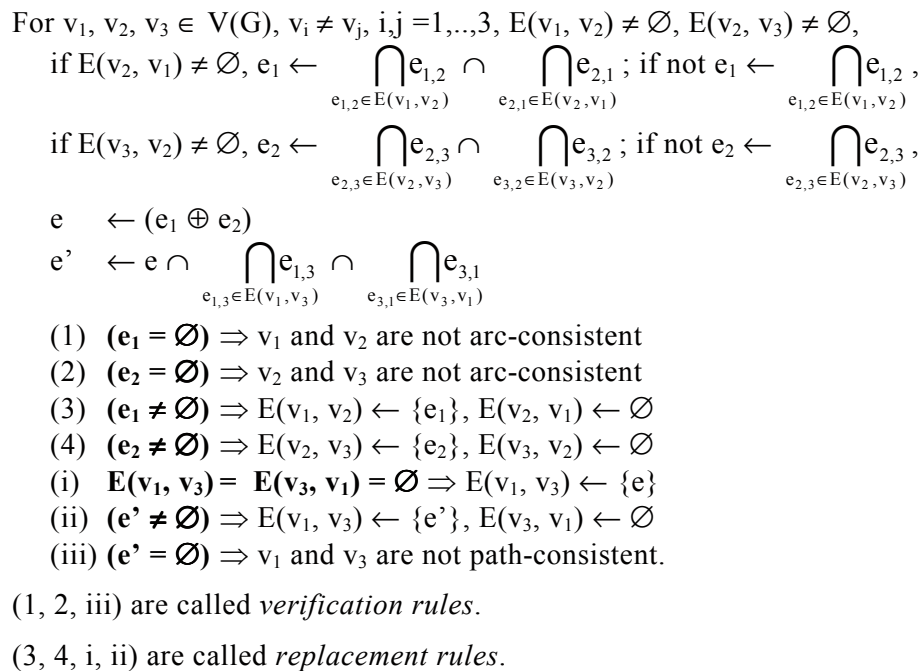 For v₁, v₂, v₃ ∈ V(G), vᵢ ≠ vⱼ, i,j =1,..,3, E(v₁, v₂) ≠ ∅, E(v₂, v₃) ≠ ∅,
if E(v₂, v₁) ≠ ∅, e₁ ← ⋂ e₁,₂ ∩ ⋂ e₂,₁ ; if not e₁ ← ⋂ e₁,₂ ,
e₁,₂∈E(v₁,v₂) e₂,₁∈E(v₂,v₁) e₁,₂∈E(v₁,v₂)
if E(v₃, v₂) ≠ ∅, e₂ ← ⋂ e₂,₃ ∩ ⋂ e₃,₂ ; if not e₂ ← ⋂ e₂,₃ ,
e₂,₃∈E(v₂,v₃) e₃,₂∈E(v₃,v₂) e₂,₃∈E(v₂,v₃)
e ← (e₁ ⊕ e₂)
e’ ← e ∩ ⋂ e₁,₃ ∩ ⋂ e₃,₁
e₁,₃∈E(v₁,v₃) e₃,₁∈E(v₃,v₁)
(1) (e₁ = ∅) ⇒ v₁ and v₂ are not arc-consistent
(2) (e₂ = ∅) ⇒ v₂ and v₃ are not arc-consistent
(3) (e₁ ≠ ∅) ⇒ E(v₁, v₂) ← {e₁}, E(v₂, v₁) ← ∅
(4) (e₂ ≠ ∅) ⇒ E(v₂, v₃) ← {e₂}, E(v₃, v₂) ← ∅
(i) E(v₁, v₃) = E(v₃, v₁) = ∅ ⇒ E(v₁, v₃) ← {e}
(ii) (e’ ≠ ∅) ⇒ E(v₁, v₃) ← {e’}, E(v₃, v₁) ← ∅
(iii) (e’ = ∅) ⇒ v₁ and v₃ are not path-consistent.
(1, 2, iii) are called verification rules.
(3, 4, i, ii) are called replacement rules.